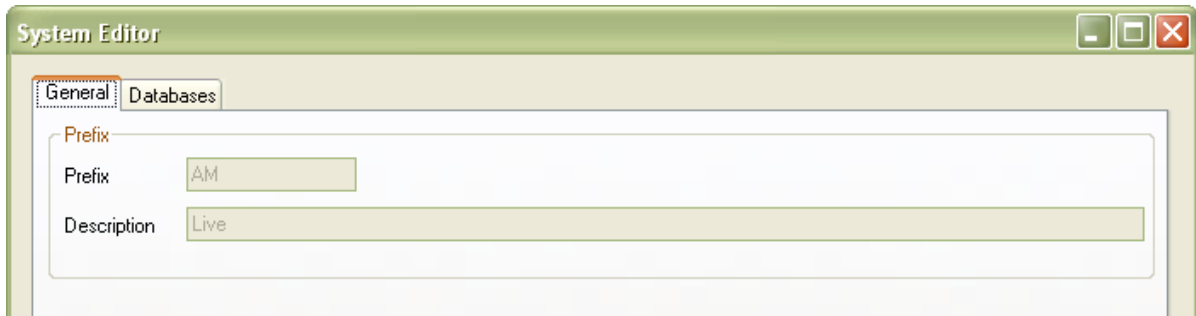 System Editor
General Databases
Prefix
Prefix AM
Description Live